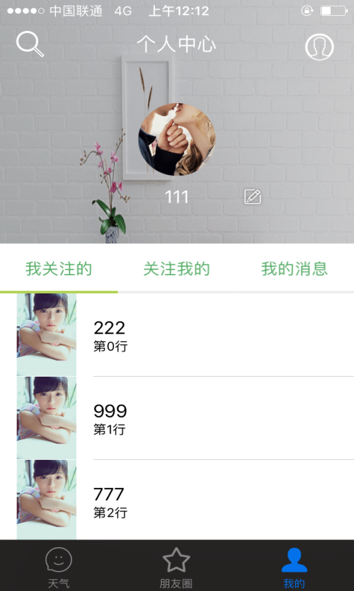 中国联通 4G 上午12:12
个人中心
111
我关注的 关注我的 我的消息
222
第0行
999
第1行
777
第2行
天气 朋友圈 我的